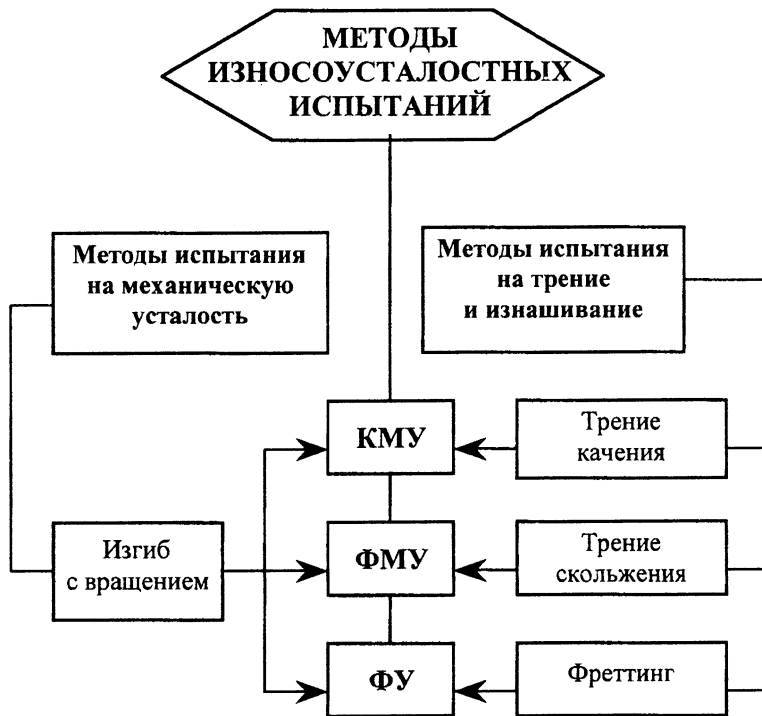 МЕТОДЫ
ИЗНОСОУСТАЛОСТНЫХ
ИСПЫТАНИЙ
Методы испытания
на механическую
усталость
Методы испытания
на трение
и изнашивание
КМУ
Трение
качения
Изгиб
с вращением
ФМУ
Трение
скольжения
ФУ
Фреттинг